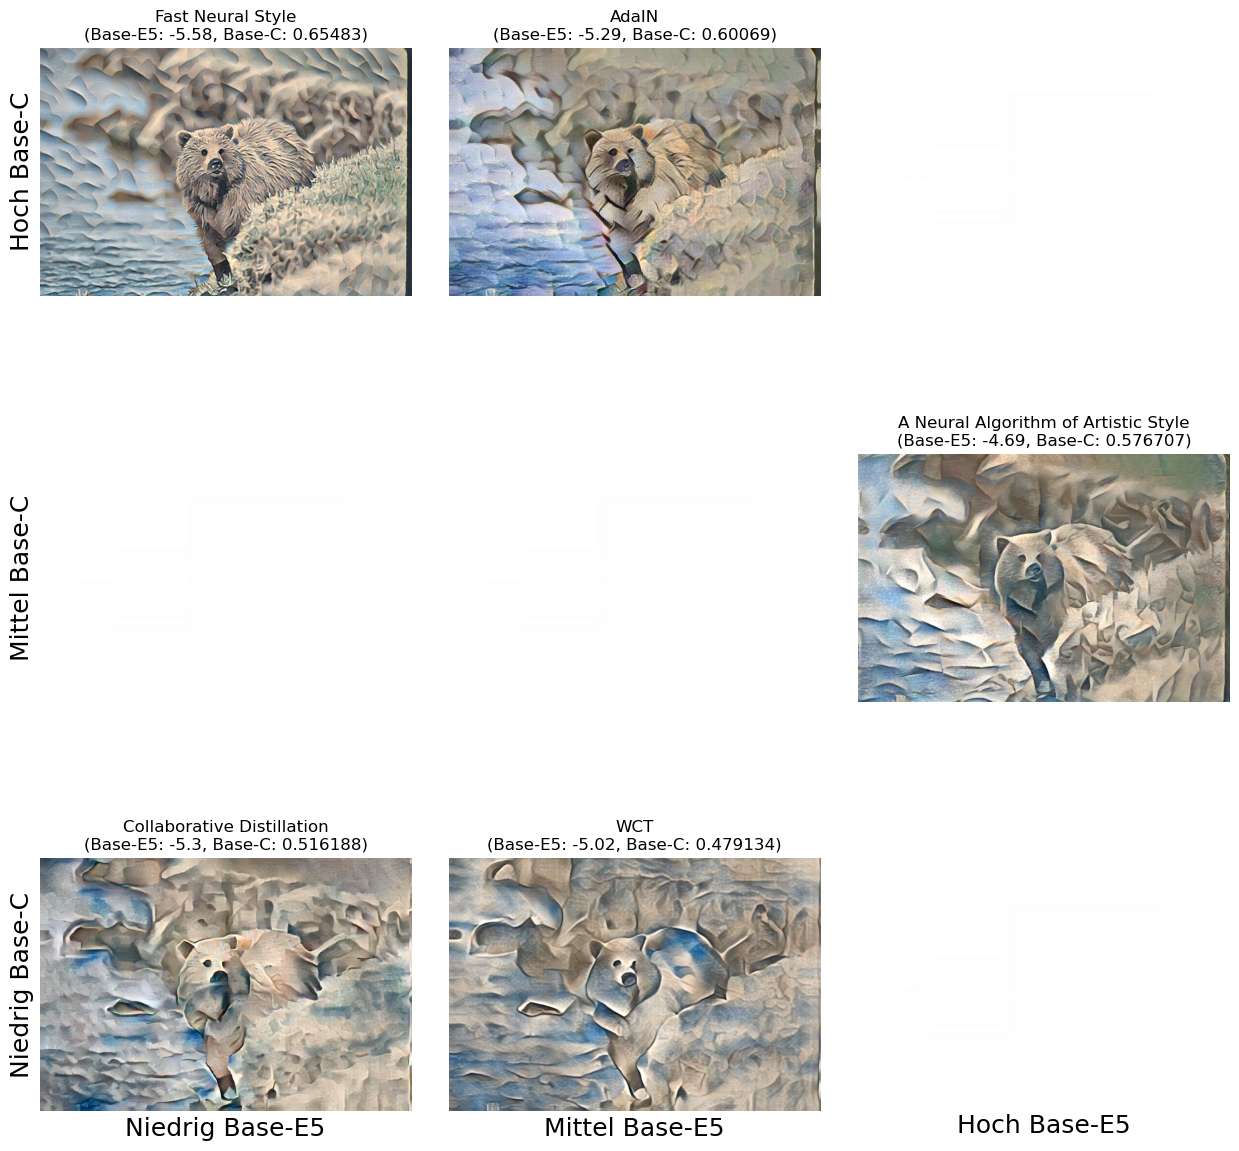 Fast Neural Style
(Base-E5: -5.58, Base-C: 0.65483)
AdaIN
(Base-E5: -5.29, Base-C: 0.60069)
Hoch Base-C
A Neural Algorithm of Artistic Style
(Base-E5: -4.69, Base-C: 0.576707)
Mittel Base-C
Collaborative Distillation
(Base-E5: -5.3, Base-C: 0.516188)
WCT
(Base-E5: -5.02, Base-C: 0.479134)
Niedrig Base-C
Niedrig Base-E5
Mittel Base-E5
Hoch Base-E5